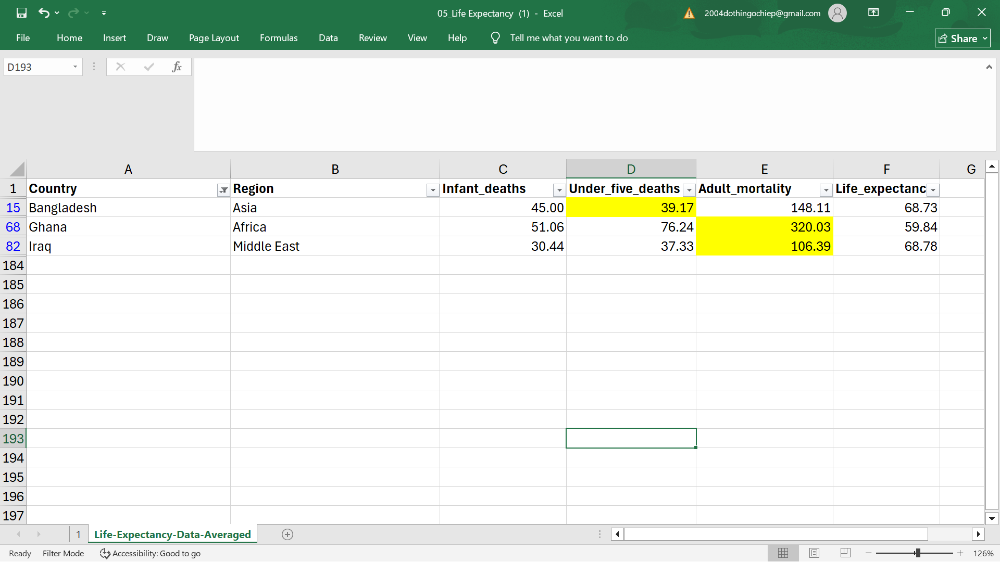 05_Life Expectancy (1) - Excel
2004dothingochiep@gmail.com
File Home Insert Draw Page Layout Formulas Data Review View Help Tell me what you want to do Share
D193 fx
A B C D E F G
1 Country Region Infant_deaths Under_five_deaths Adult_mortality Life_expectanc
15 Bangladesh Asia 45.00 39.17 148.11 68.73
68 Ghana Africa 51.06 76.24 320.03 59.84
82 Iraq Middle East 30.44 37.33 106.39 68.78
184
185
186
187
188
189
190
191
192
193
194
195
196
197
1 Life-Expectancy-Data-Averaged
Ready Filter Mode Accessibility: Good to go 126%